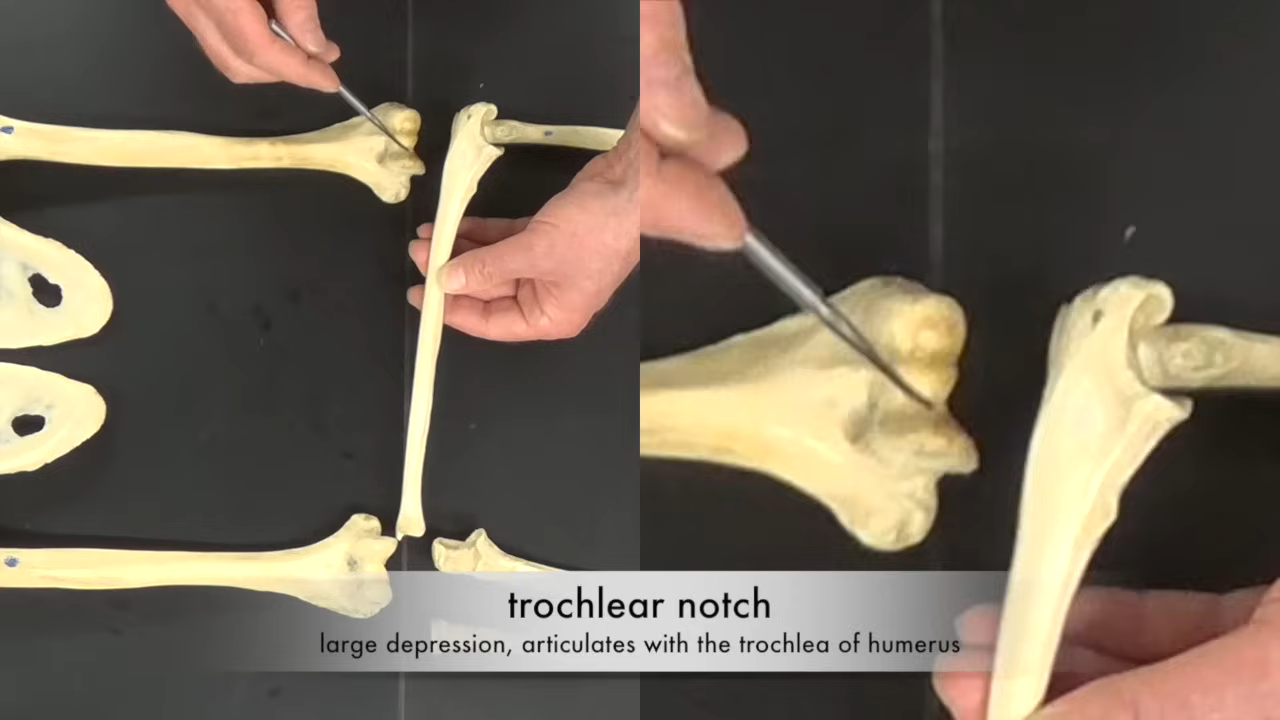 trochlear notch
large depression, articulates with the trochlea of humerus